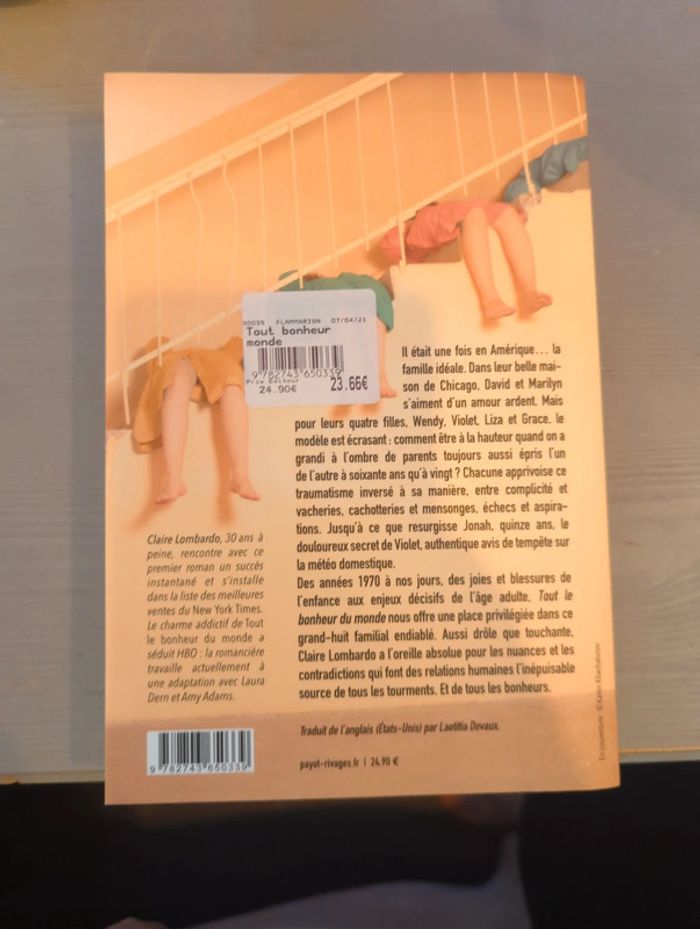 00039 FLAMMARION 07/04/21
Tout bonheur
monde
9782743650339
Prix Editeur
24.90€
23.66€
Il était une fois en Amérique… la
famille idéale. Dans leur belle mai-
son de Chicago, David et Marilyn
s'aiment d'un amour ardent. Mais
pour leurs quatre filles, Wendy, Violet, Liza et Grace, le
modèle est écrasant : comment être à la hauteur quand on a
grandi à l'ombre de parents toujours aussi épris l'un
de l'autre à soixante ans qu'à vingt ? Chacune apprivoise ce
traumatisme inversé à sa manière, entre complicité et
vacheries, cachotteries et mensonges, échecs et aspira-
tions. Jusqu'à ce que resurgisse Jonah, quinze ans, le
douloureux secret de Violet, authentique avis de tempête sur
la météo domestique.
Des années 1970 à nos jours, des joies et blessures de
l'enfance aux enjeux décisifs de l'âge adulte, Tout le
bonheur du monde nous offre une place privilégiée dans ce
grand-huit familial endiablé. Aussi drôle que touchante,
Claire Lombardo a l'oreille absolue pour les nuances et les
contradictions qui font des relations humaines l'inépuisable
source de tous les tourments. Et de tous les bonheurs.
Claire Lombardo, 30 ans à
peine, rencontre avec ce
premier roman un succès
instantané et s'installe
dans la liste des meilleures
ventes du New York Times.
Le charme addictif de Tout
le bonheur du monde a
séduit HBO : la romancière
travaille actuellement à
une adaptation avec Laura
Dern et Amy Adams.
Traduit de l'anglais (États-Unis) par Laetitia Devaux.
payot-rivages.fr | 24,90 €
9 782743 650339
En couverture : © Karen Khachaturov